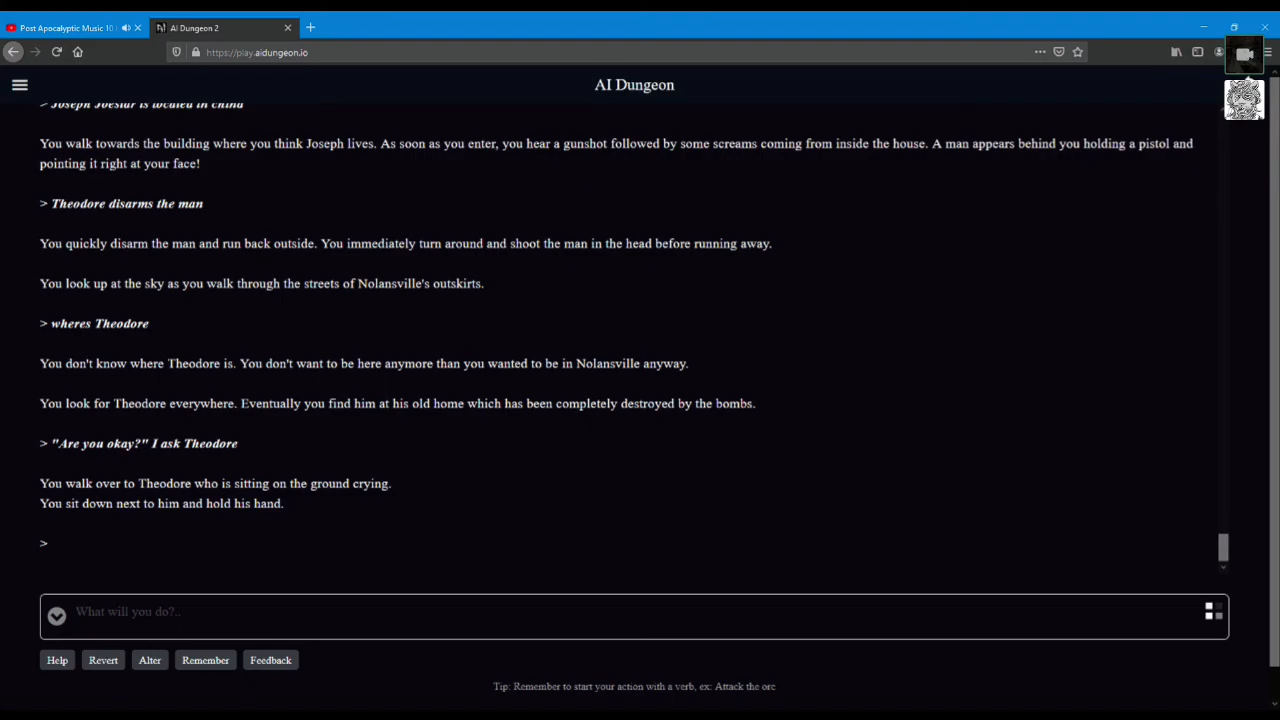 Post Apocalyptic Music 10
AI Dungeon 2
https://play.aidungeon.io
AI Dungeon
> Joseph Joestar is located in china
You walk towards the building where you think Joseph lives. As soon as you enter, you hear a gunshot followed by some screams coming from inside the house. A man appears behind you holding a pistol and
pointing it right at your face!
> Theodore disarms the man
You quickly disarm the man and run back outside. You immediately turn around and shoot the man in the head before running away.
You look up at the sky as you walk through the streets of Nolansville's outskirts.
> wheres Theodore
You don't know where Theodore is. You don't want to be here anymore than you wanted to be in Nolansville anyway.
You look for Theodore everywhere. Eventually you find him at his old home which has been completely destroyed by the bombs.
> "Are you okay?" I ask Theodore
You walk over to Theodore who is sitting on the ground crying.
You sit down next to him and hold his hand.
>
What will you do?..
Help Revert Alter Remember Feedback
Tip: Remember to start your action with a verb, ex: Attack the orc